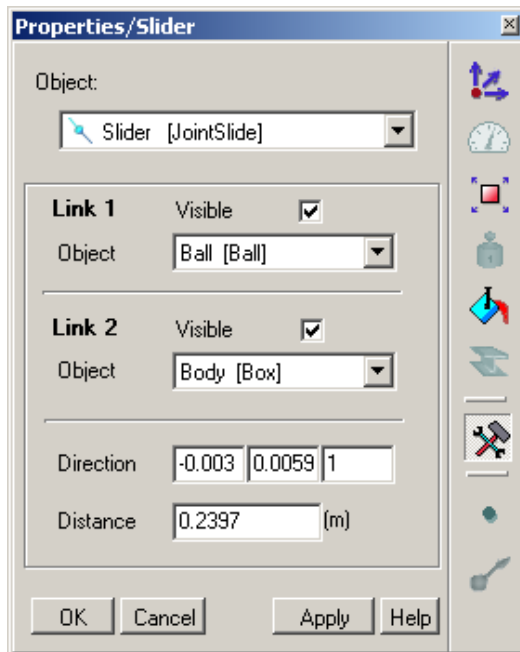 Properties/Slider
Object:
Slider [JointSlide]
Link 1 Visible
Object Ball [Ball]
Link 2 Visible
Object Body [Box]
Direction -0.003 0.0059 1
Distance 0.2397 (m)
OK Cancel Apply Help